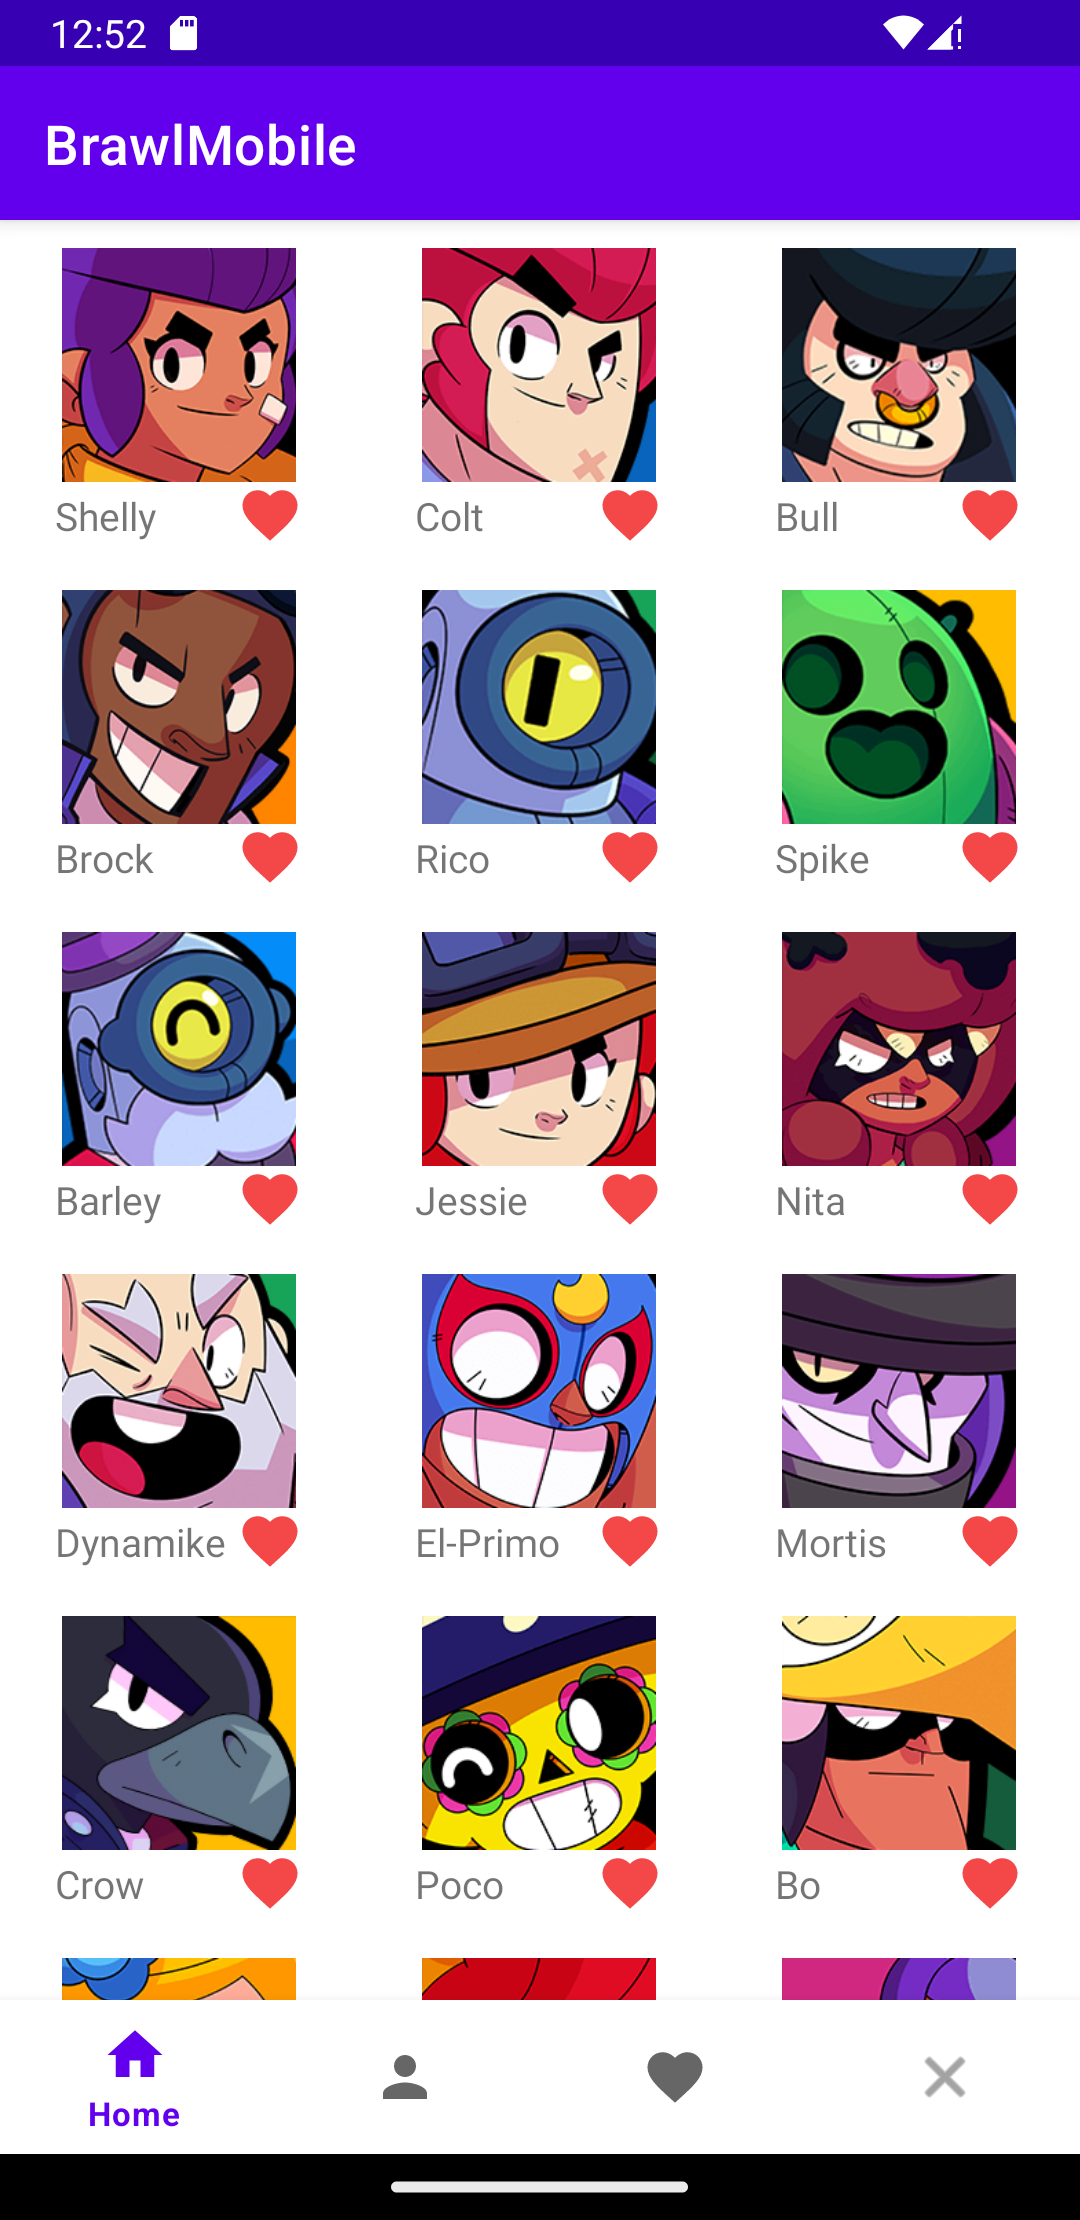 12:52
BrawlMobile
Shelly
Colt
Bull
Brock
Rico
Spike
Barley
Jessie
Nita
Dynamike
El-Primo
Mortis
Crow
Poco
Bo
Home